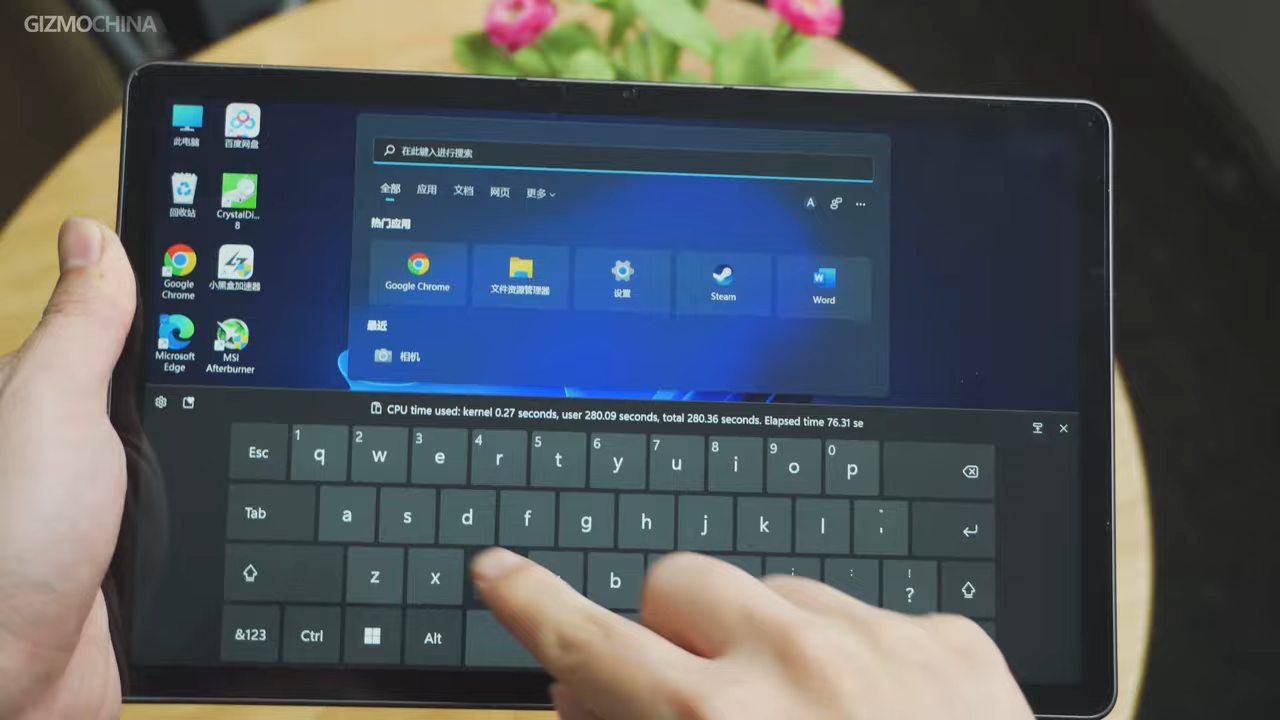 GIZMOCHINA
此电脑
百度网盘
回收站
CrystalDi...
8
Google
Chrome
小黑盒加速器
Microsoft
Edge
MSI
Afterburner
在此键入进行搜索
全部 应用 文档 网页 更多
A
热门应用
Google Chrome
文件资源管理器
设置
Steam
W
Word
最近
相机
CPU time used: kernel 0.27 seconds, user 280.09 seconds, total 280.36 seconds. Elapsed time 76.31 se
Esc 1 q 2 w 3 e 4 r 5 t 6 y 7 u 8 i 9 o 0 p
Tab a s d f g h j k l
z x b ! ?
&123 Ctrl Alt